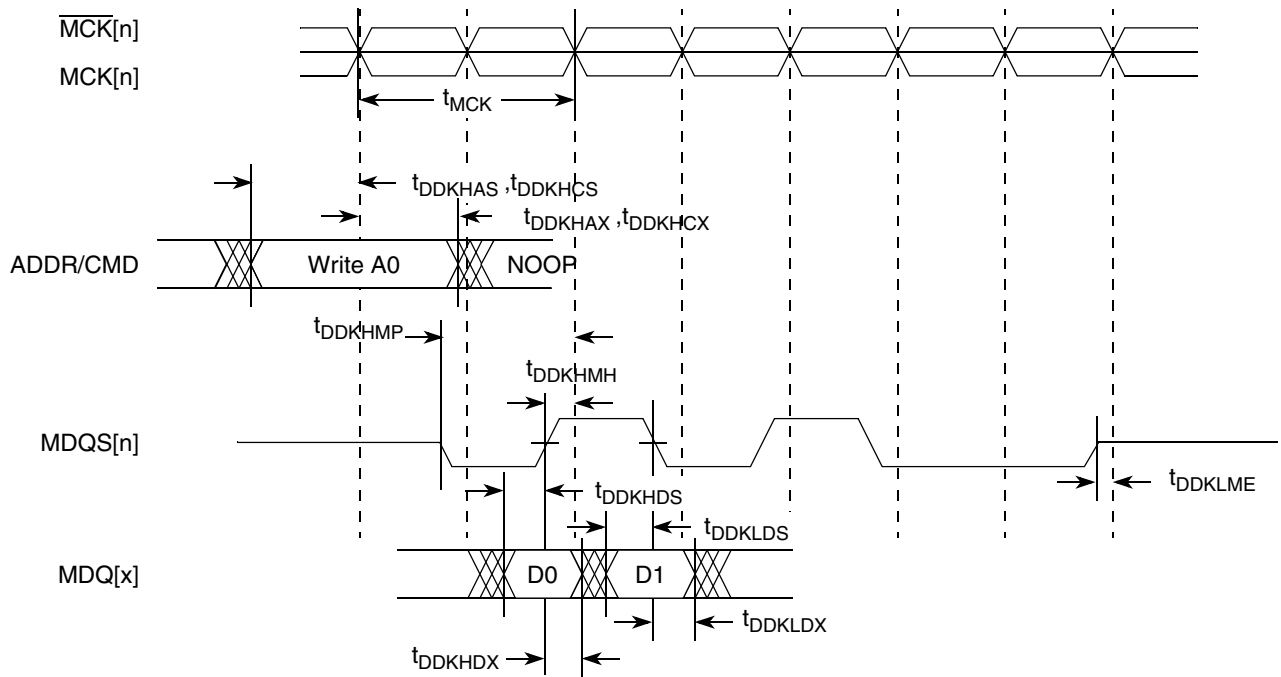 MCK[n]
MCK[n]
tMCK
tDDKHAS ,tDDKHCS
tDDKHAX ,tDDKHCX
ADDR/CMD
Write A0
NOOP
tDDKHMP
tDDKHMH
MDQS[n]
tDDKHDS
tDDKLME
tDDKLDS
MDQ[x]
D0
D1
tDDKLDX
tDDKHDX